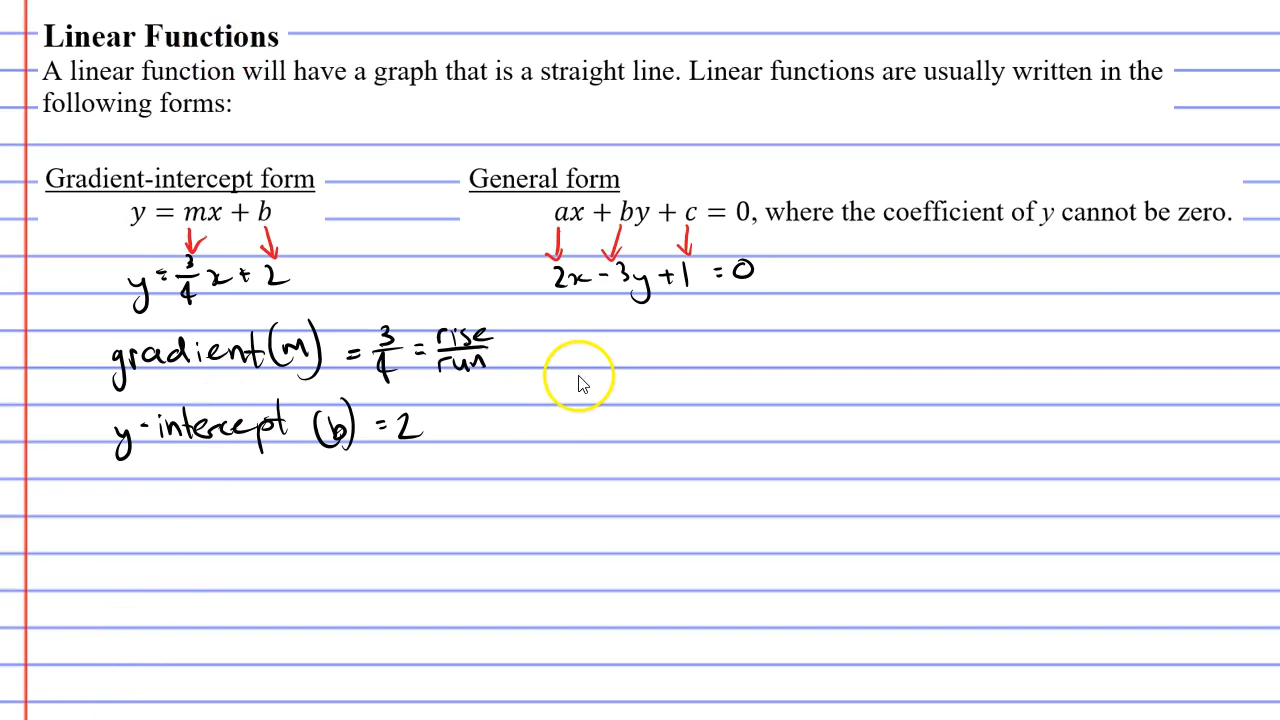 Linear Functions
A linear function will have a graph that is a straight line. Linear functions are usually written in the
following forms:
Gradient-intercept form
y = mx + b
y = 3/4 x + 2
gradient (m) = 3/4 = rise/run
y-intercept (b) = 2
General form
ax + by + c = 0, where the coefficient of y cannot be zero.
2x - 3y + 1 = 0